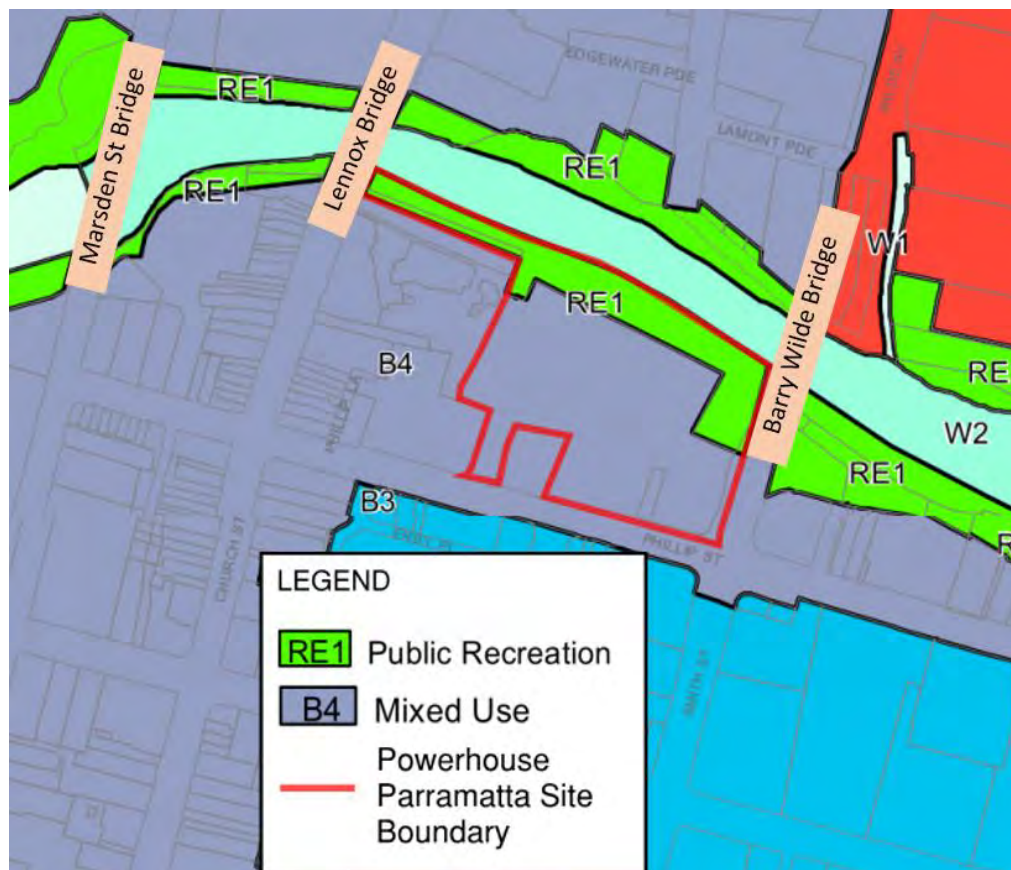 EDGEWATER PDE
RE1
Marsden St Bridge
Lennox Bridge
LAMONT PDE
RE1
RE1
Barry Wilde Bridge
W1
RE1
RE
B4
PHILLIP LA
W2
RE1
B3
CHURCH ST
PHILLIP ST
R
SMITH ST
LEGEND
RE1 Public Recreation
B4 Mixed Use
Powerhouse
Parramatta Site
Boundary